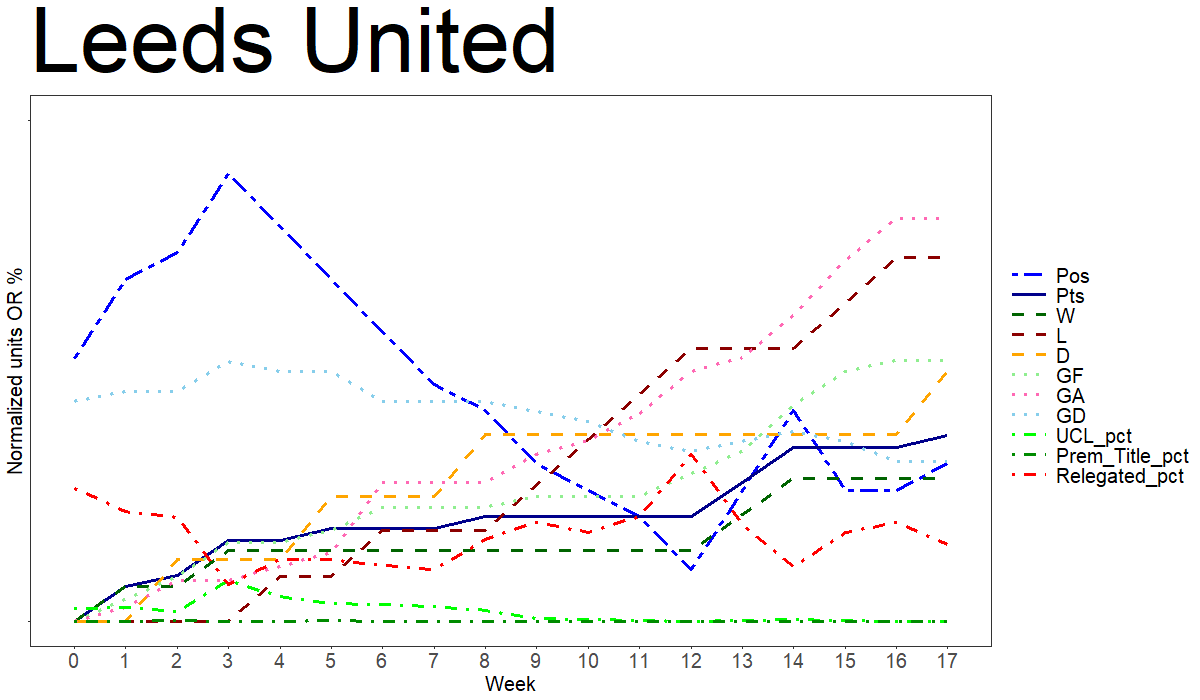 Leeds United
Normalized units OR %
Pos
Pts
W
L
D
GF
GA
GD
UCL_pct
Prem_Title_pct
Relegated_pct
0 1 2 3 4 5 6 7 8 9 10 11 12 13 14 15 16 17
Week